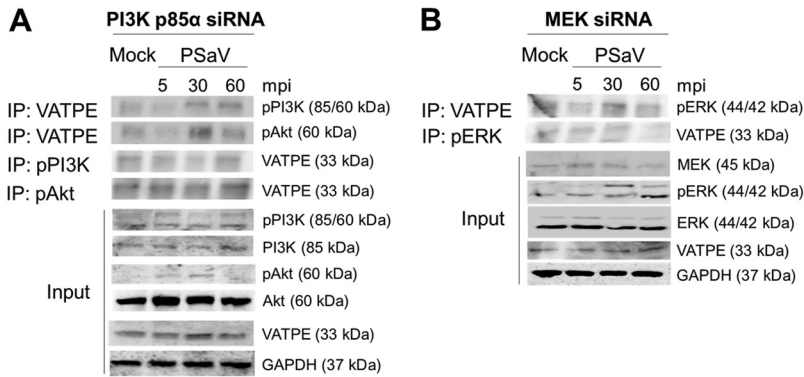 A
PI3K p85α siRNA
Mock PSaV
5 30 60 mpi
IP: VATPE pPI3K (85/60 kDa)
IP: VATPE pAkt (60 kDa)
IP: pPI3K VATPE (33 kDa)
IP: pAkt VATPE (33 kDa)
Input
pPI3K (85/60 kDa)
PI3K (85 kDa)
pAkt (60 kDa)
Akt (60 kDa)
VATPE (33 kDa)
GAPDH (37 kDa)
B
MEK siRNA
Mock PSaV
5 30 60 mpi
IP: VATPE pERK (44/42 kDa)
IP: pERK VATPE (33 kDa)
Input
MEK (45 kDa)
pERK (44/42 kDa)
ERK (44/42 kDa)
VATPE (33 kDa)
GAPDH (37 kDa)